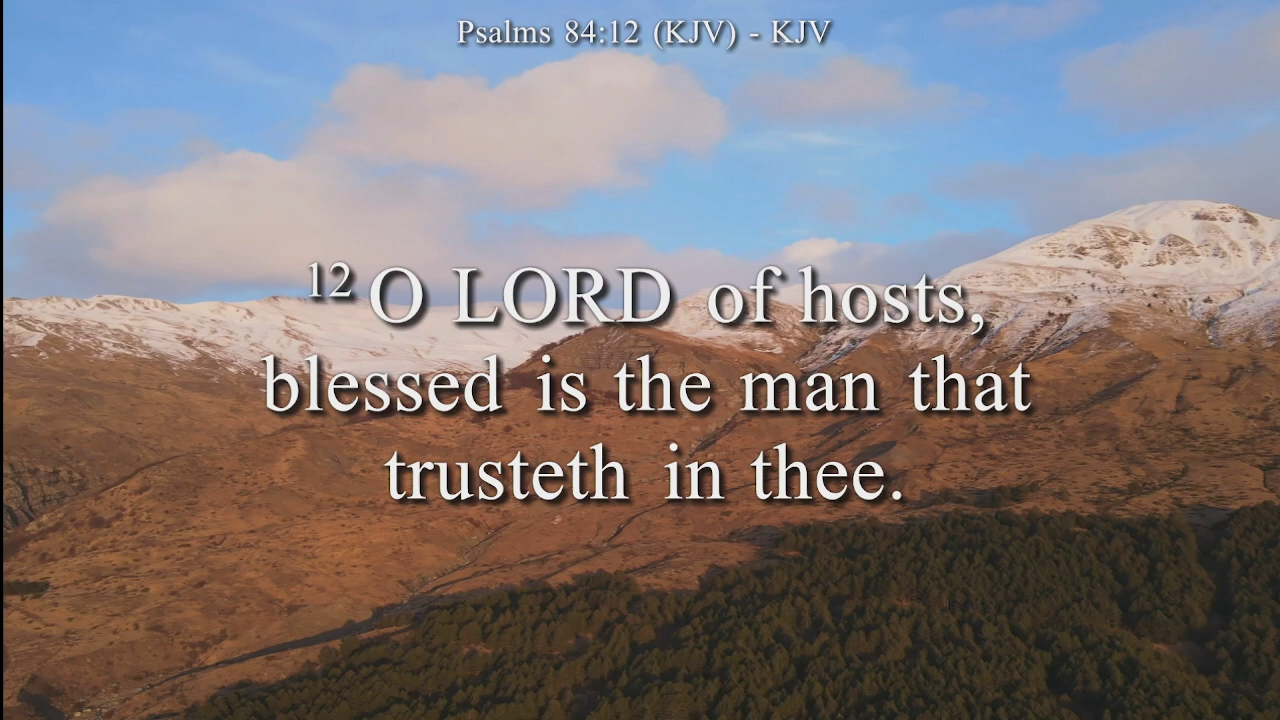 Psalms 84:12 (KJV) - KJV
12 O LORD of hosts,
blessed is the man that
trusteth in thee.